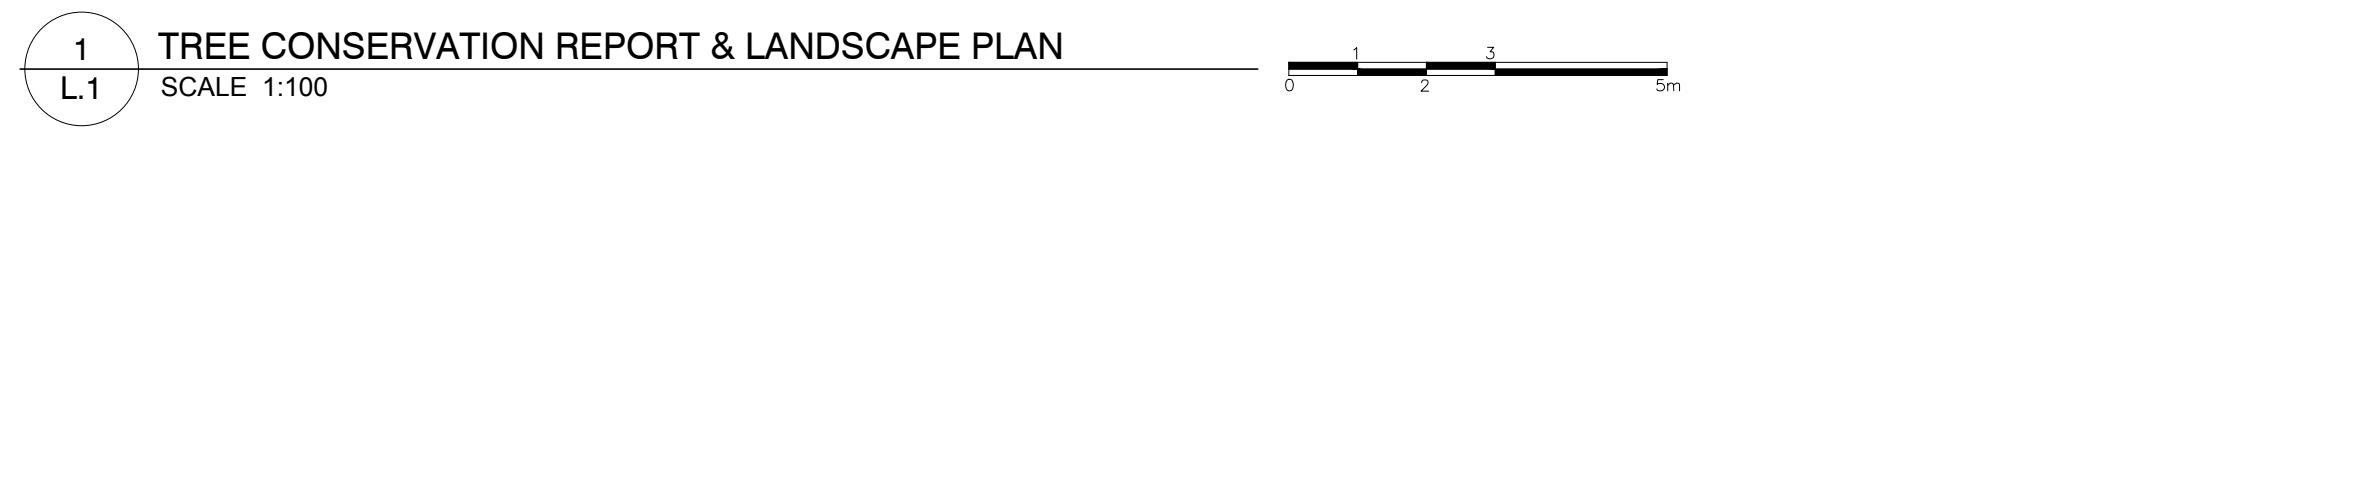 1
L.1
TREE CONSERVATION REPORT & LANDSCAPE PLAN
SCALE 1:100
1 3
0 2 5m